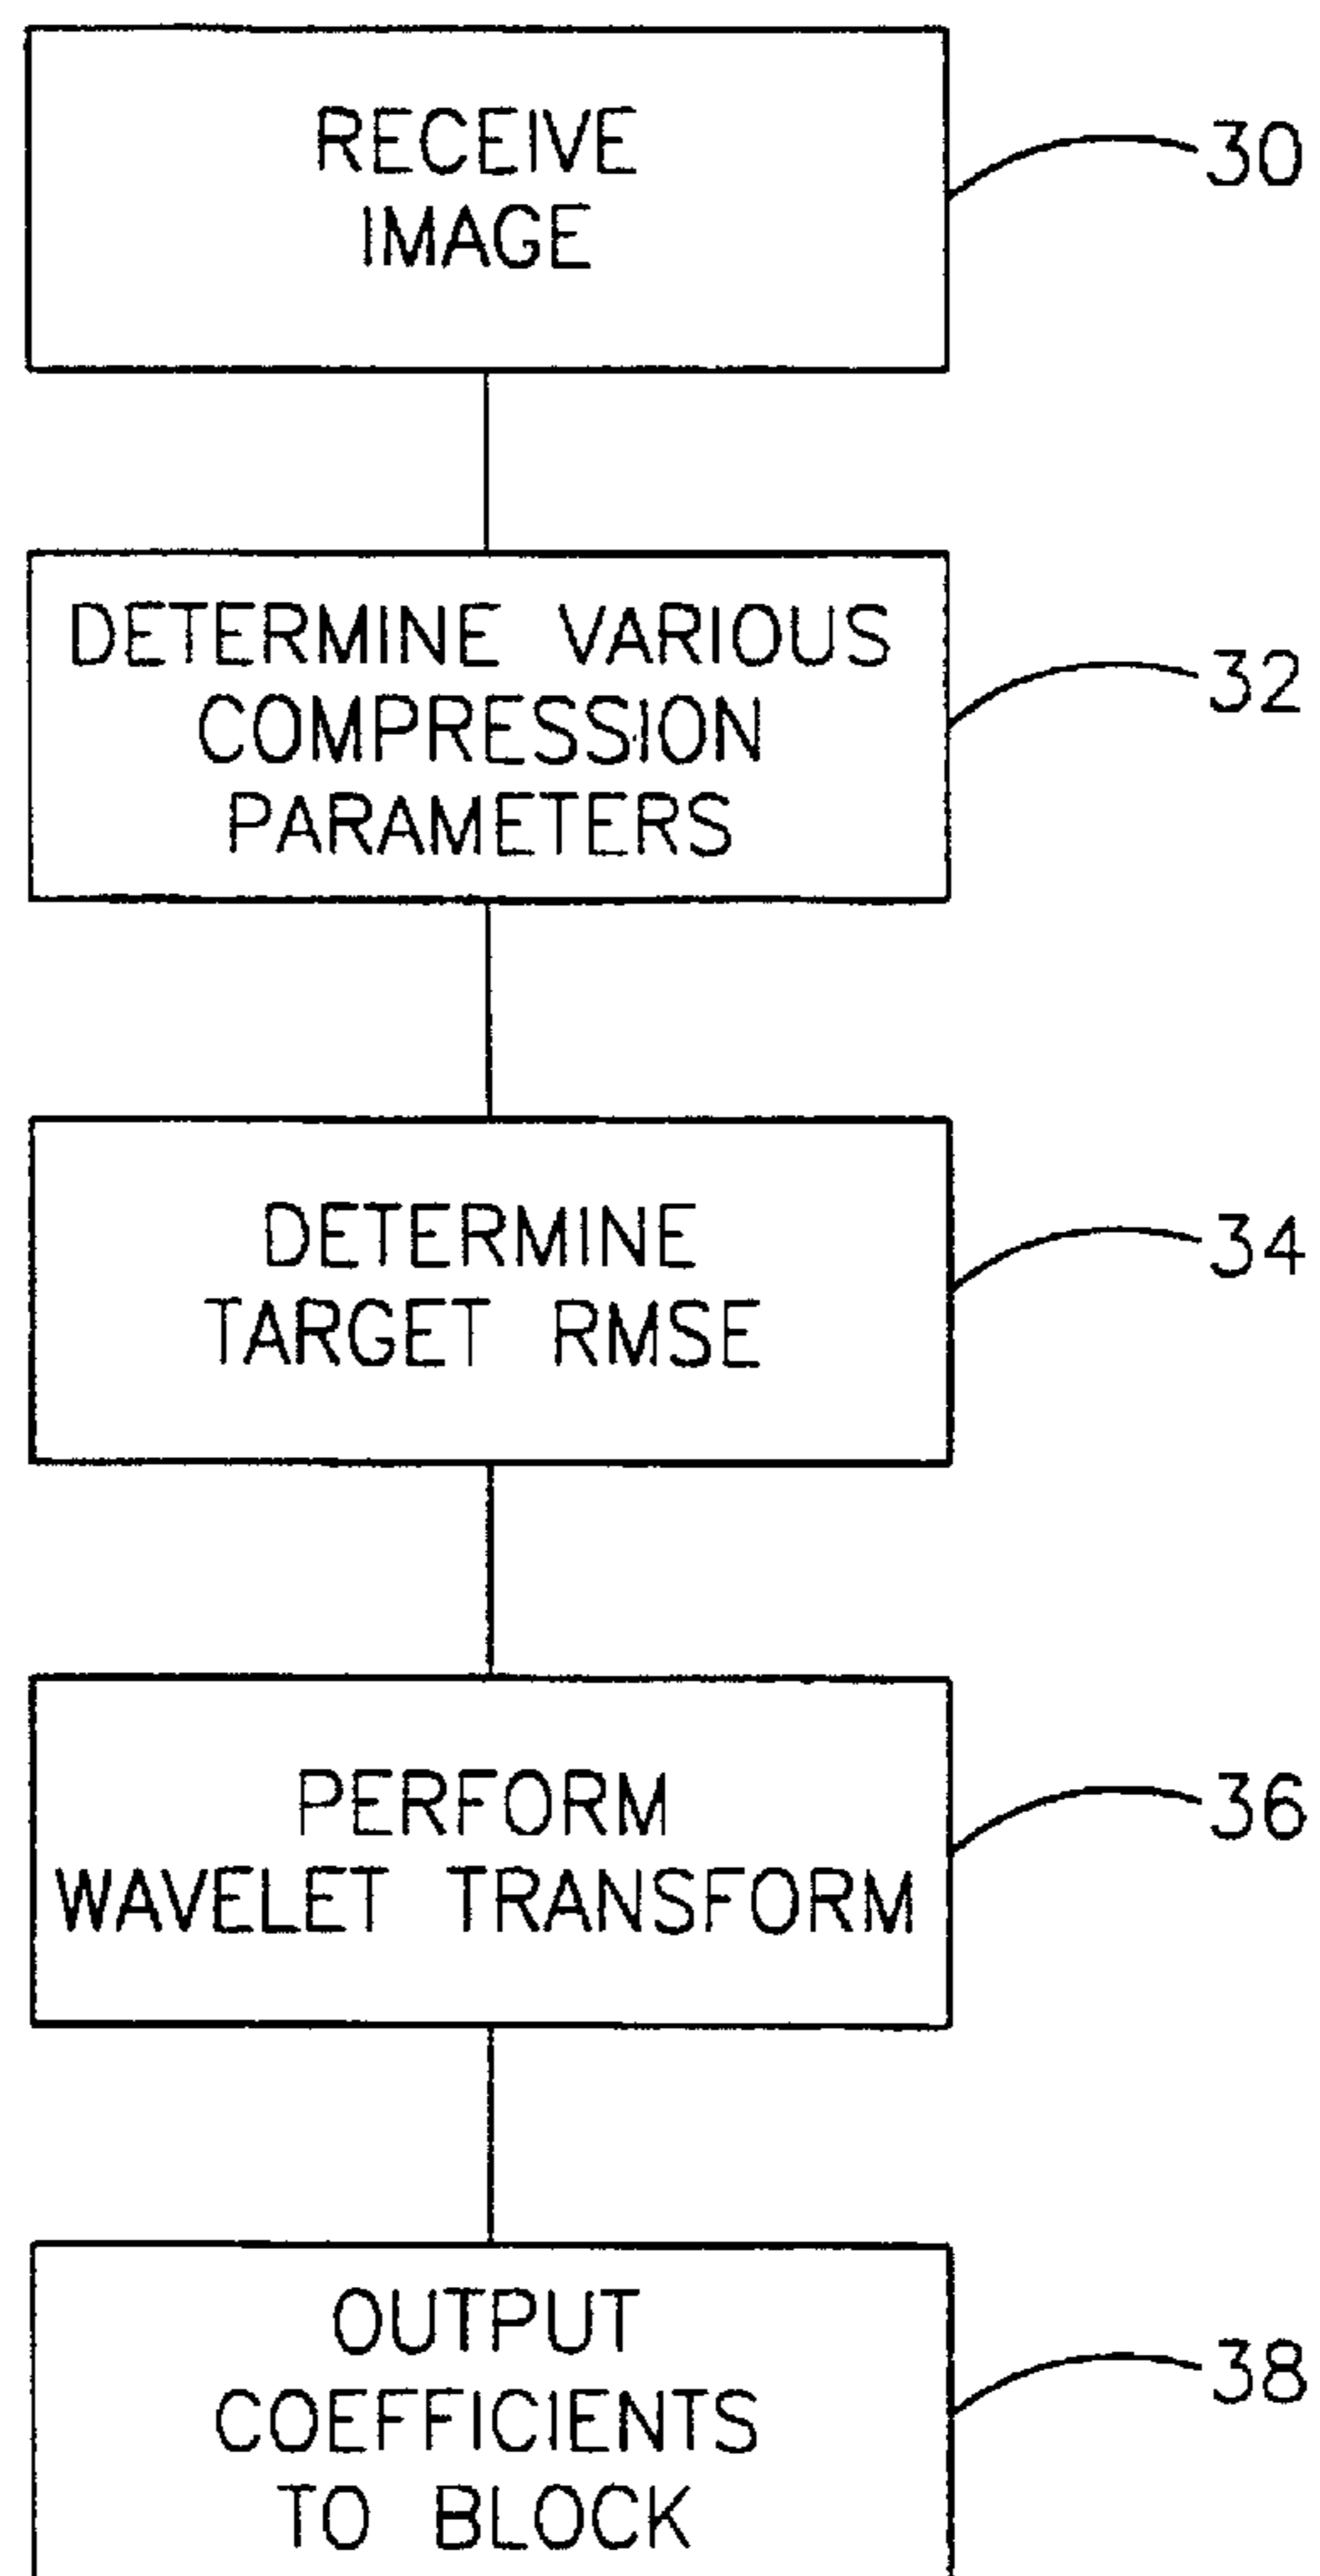 RECEIVE
IMAGE
30
DETERMINE VARIOUS
COMPRESSION
PARAMETERS
32
DETERMINE
TARGET RMSE
34
PERFORM
WAVELET TRANSFORM
36
OUTPUT
COEFFICIENTS
TO BLOCK
38